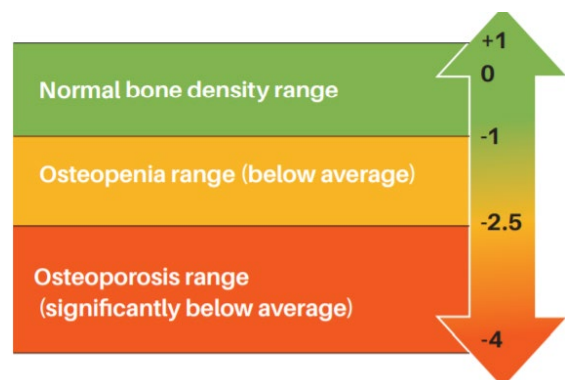 +1
0
Normal bone density range
-1
Osteopenia range (below average)
-2.5
Osteoporosis range
(significantly below average)
-4